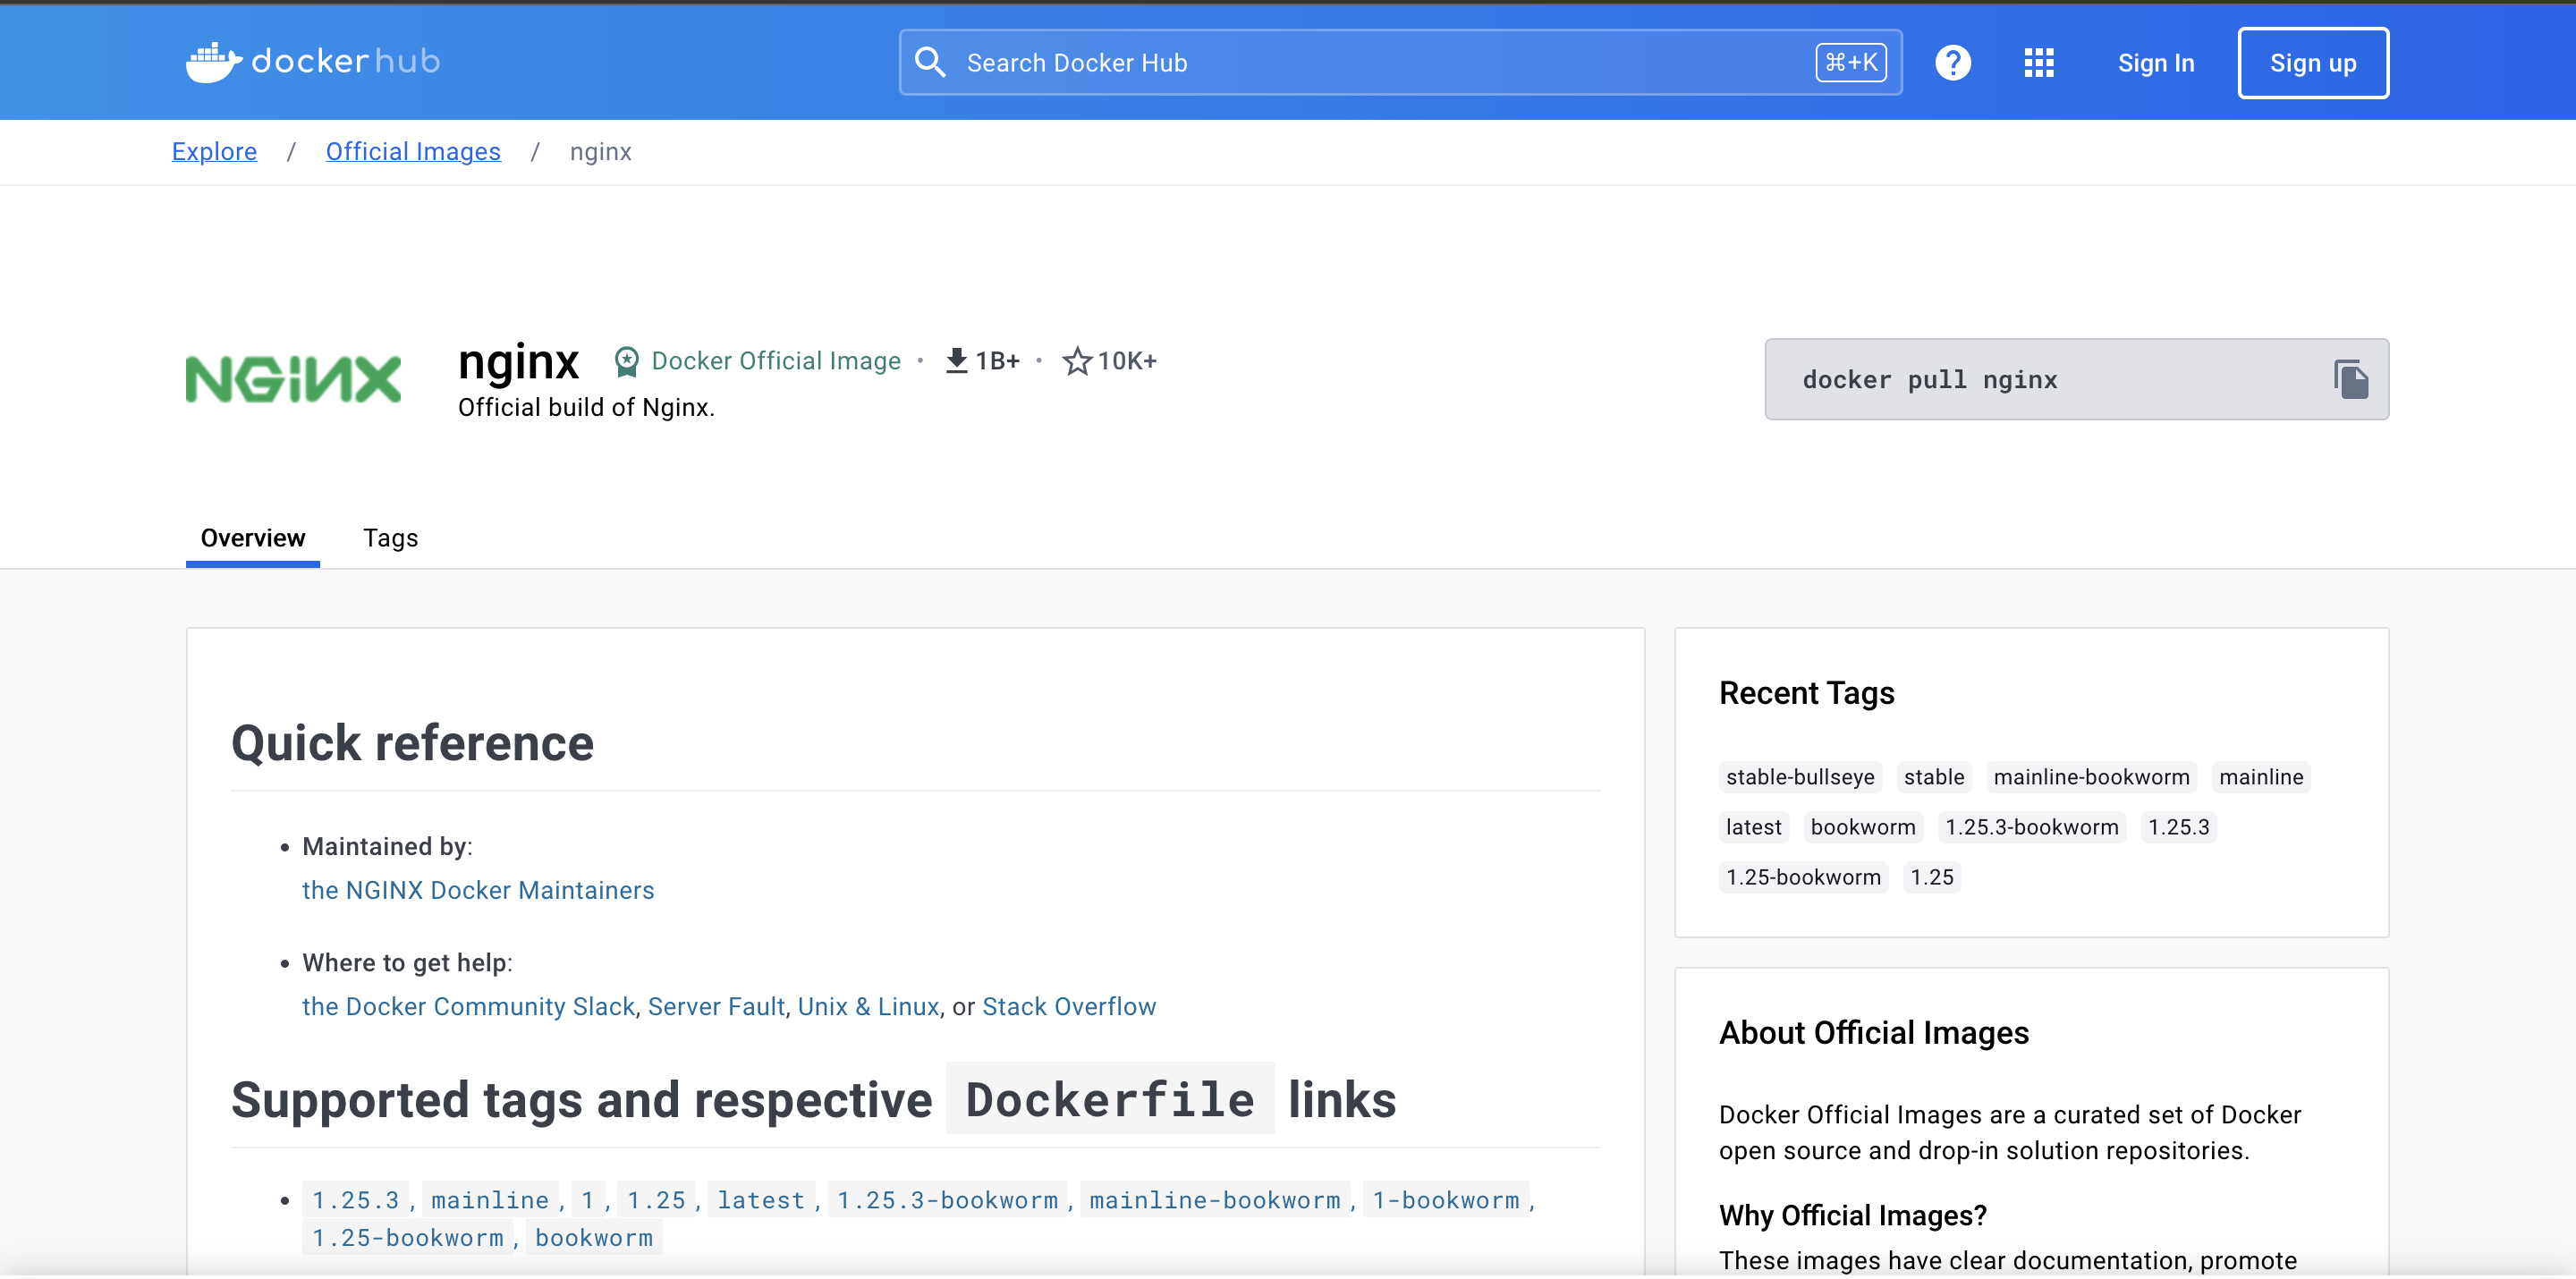 dockerhub
Search Docker Hub
⌘+K
?
Sign In
Sign up
Explore / Official Images / nginx
NGINX
nginx Docker Official Image · 1B+ · 10K+
Official build of Nginx.
docker pull nginx
Overview
Tags
Quick reference
• Maintained by:
the NGINX Docker Maintainers
• Where to get help:
the Docker Community Slack, Server Fault, Unix & Linux, or Stack Overflow
Supported tags and respective Dockerfile links
• 1.25.3, mainline, 1, 1.25, latest, 1.25.3-bookworm, mainline-bookworm, 1-bookworm,
1.25-bookworm, bookworm
Recent Tags
stable-bullseye stable mainline-bookworm mainline
latest bookworm 1.25.3-bookworm 1.25.3
1.25-bookworm 1.25
About Official Images
Docker Official Images are a curated set of Docker
open source and drop-in solution repositories.
Why Official Images?
These images have clear documentation, promote